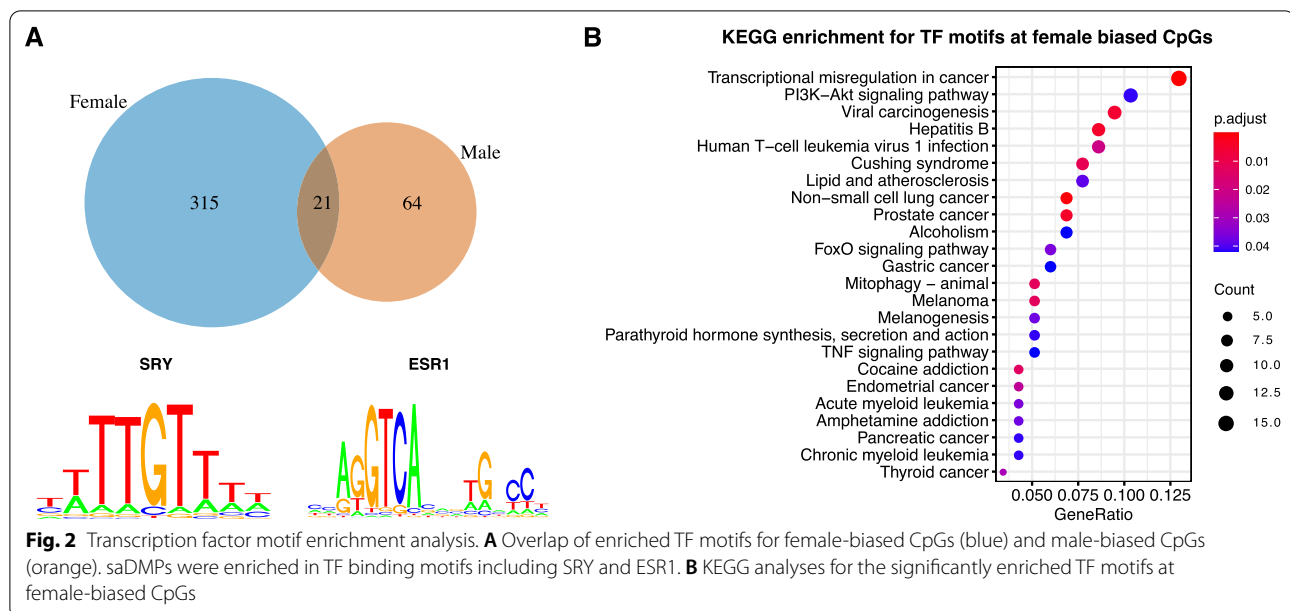 A
Female
Male
315
21
64
SRY
ESR1
B
KEGG enrichment for TF motifs at female biased CpGs
Transcriptional misregulation in cancer
PI3K−Akt signaling pathway
Viral carcinogenesis
Hepatitis B
Human T−cell leukemia virus 1 infection
Cushing syndrome
Lipid and atherosclerosis
Non−small cell lung cancer
Prostate cancer
Alcoholism
FoxO signaling pathway
Gastric cancer
Mitophagy − animal
Melanoma
Melanogenesis
Parathyroid hormone synthesis, secretion and action
TNF signaling pathway
Cocaine addiction
Endometrial cancer
Acute myeloid leukemia
Amphetamine addiction
Pancreatic cancer
Chronic myeloid leukemia
Thyroid cancer
0.050 0.075 0.100 0.125
GeneRatio
p.adjust
0.01
0.02
0.03
0.04
Count
5.0
7.5
10.0
12.5
15.0
Fig. 2 Transcription factor motif enrichment analysis. A Overlap of enriched TF motifs for female-biased CpGs (blue) and male-biased CpGs
(orange). saDMPs were enriched in TF binding motifs including SRY and ESR1. B KEGG analyses for the significantly enriched TF motifs at
female-biased CpGs